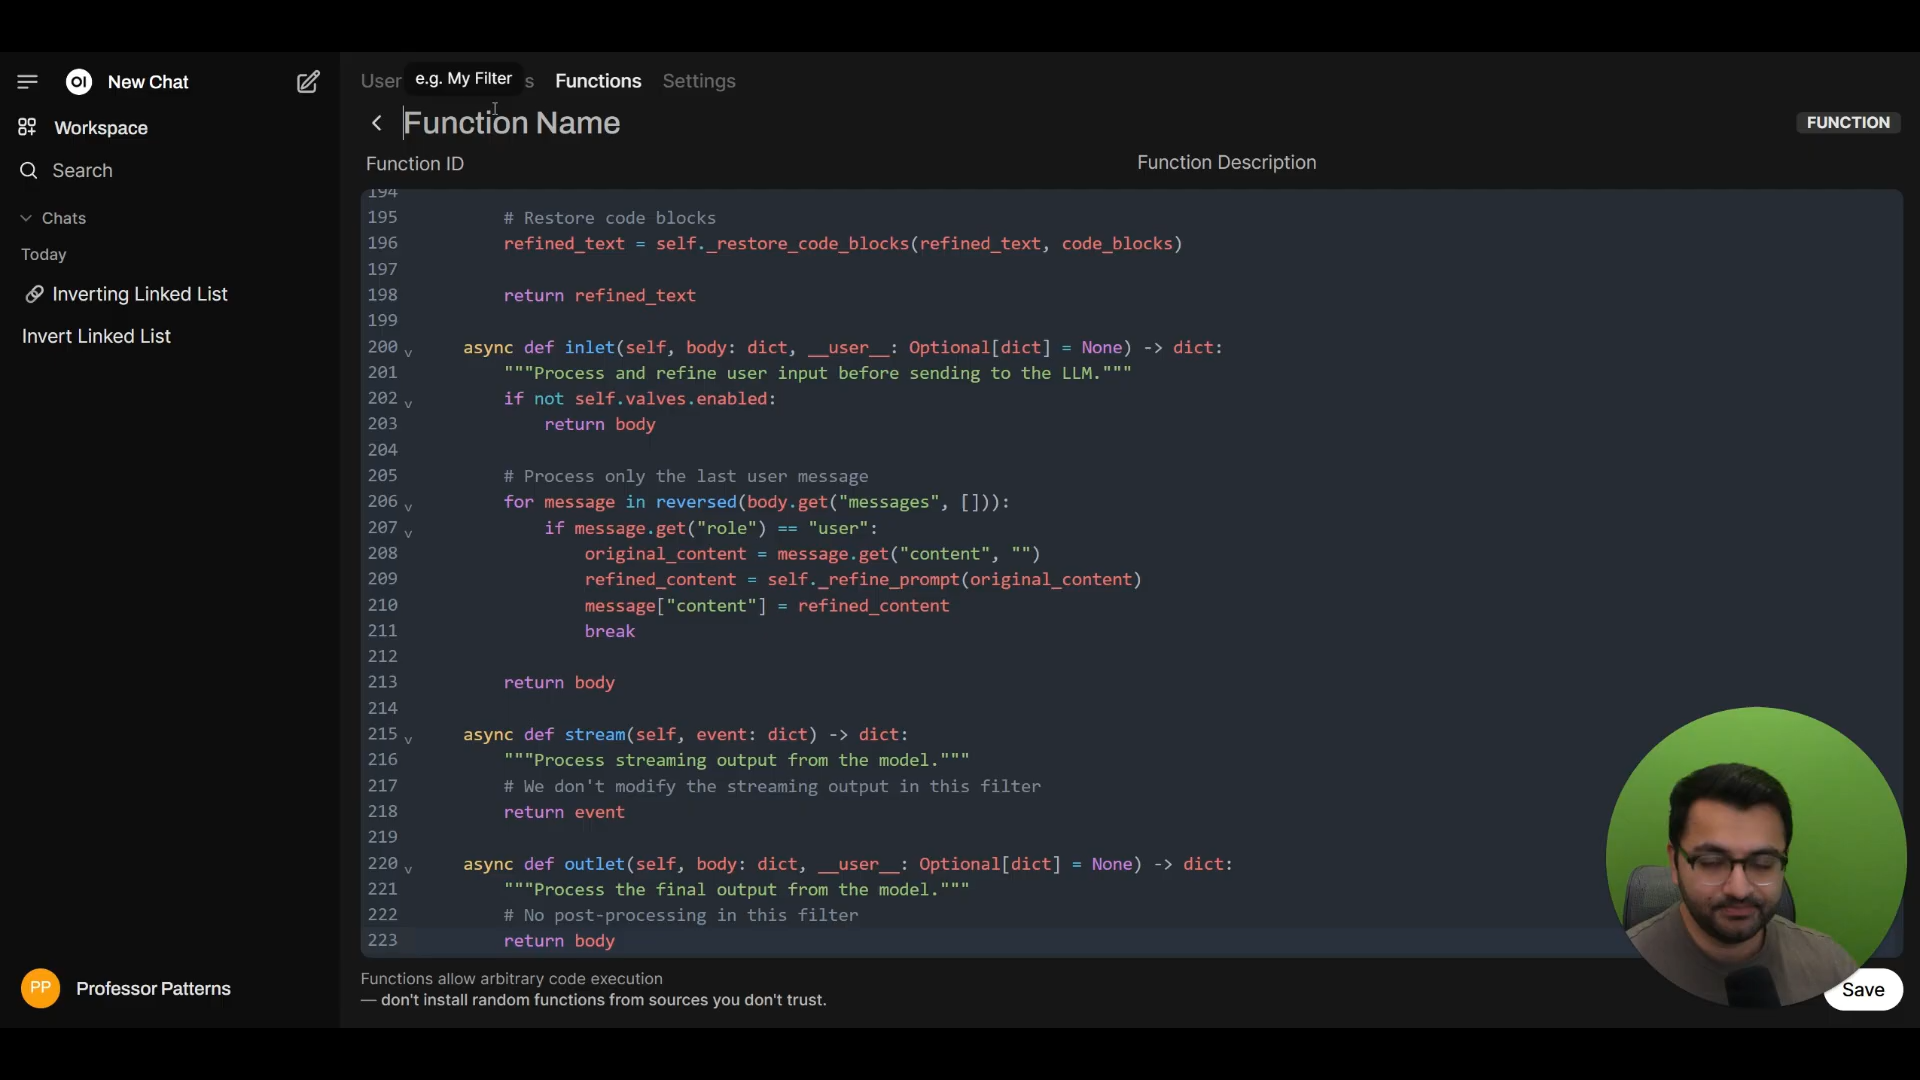 OI New Chat
Workspace
Search
Chats
Today
Inverting Linked List
Invert Linked List
PP Professor Patterns
User s Functions Settings
e.g. My Filter
Function Name
FUNCTION
Function ID Function Description
194
195 # Restore code blocks
196 refined_text = self._restore_code_blocks(refined_text, code_blocks)
197
198 return refined_text
199
200 async def inlet(self, body: dict, __user__: Optional[dict] = None) -> dict:
201 """Process and refine user input before sending to the LLM."""
202 if not self.valves.enabled:
203 return body
204
205 # Process only the last user message
206 for message in reversed(body.get("messages", [])):
207 if message.get("role") == "user":
208 original_content = message.get("content", "")
209 refined_content = self._refine_prompt(original_content)
210 message["content"] = refined_content
211 break
212
213 return body
214
215 async def stream(self, event: dict) -> dict:
216 """Process streaming output from the model."""
217 # We don't modify the streaming output in this filter
218 return event
219
220 async def outlet(self, body: dict, __user__: Optional[dict] = None) -> dict:
221 """Process the final output from the model."""
222 # No post-processing in this filter
223 return body
Functions allow arbitrary code execution
— don't install random functions from sources you don't trust.
Save